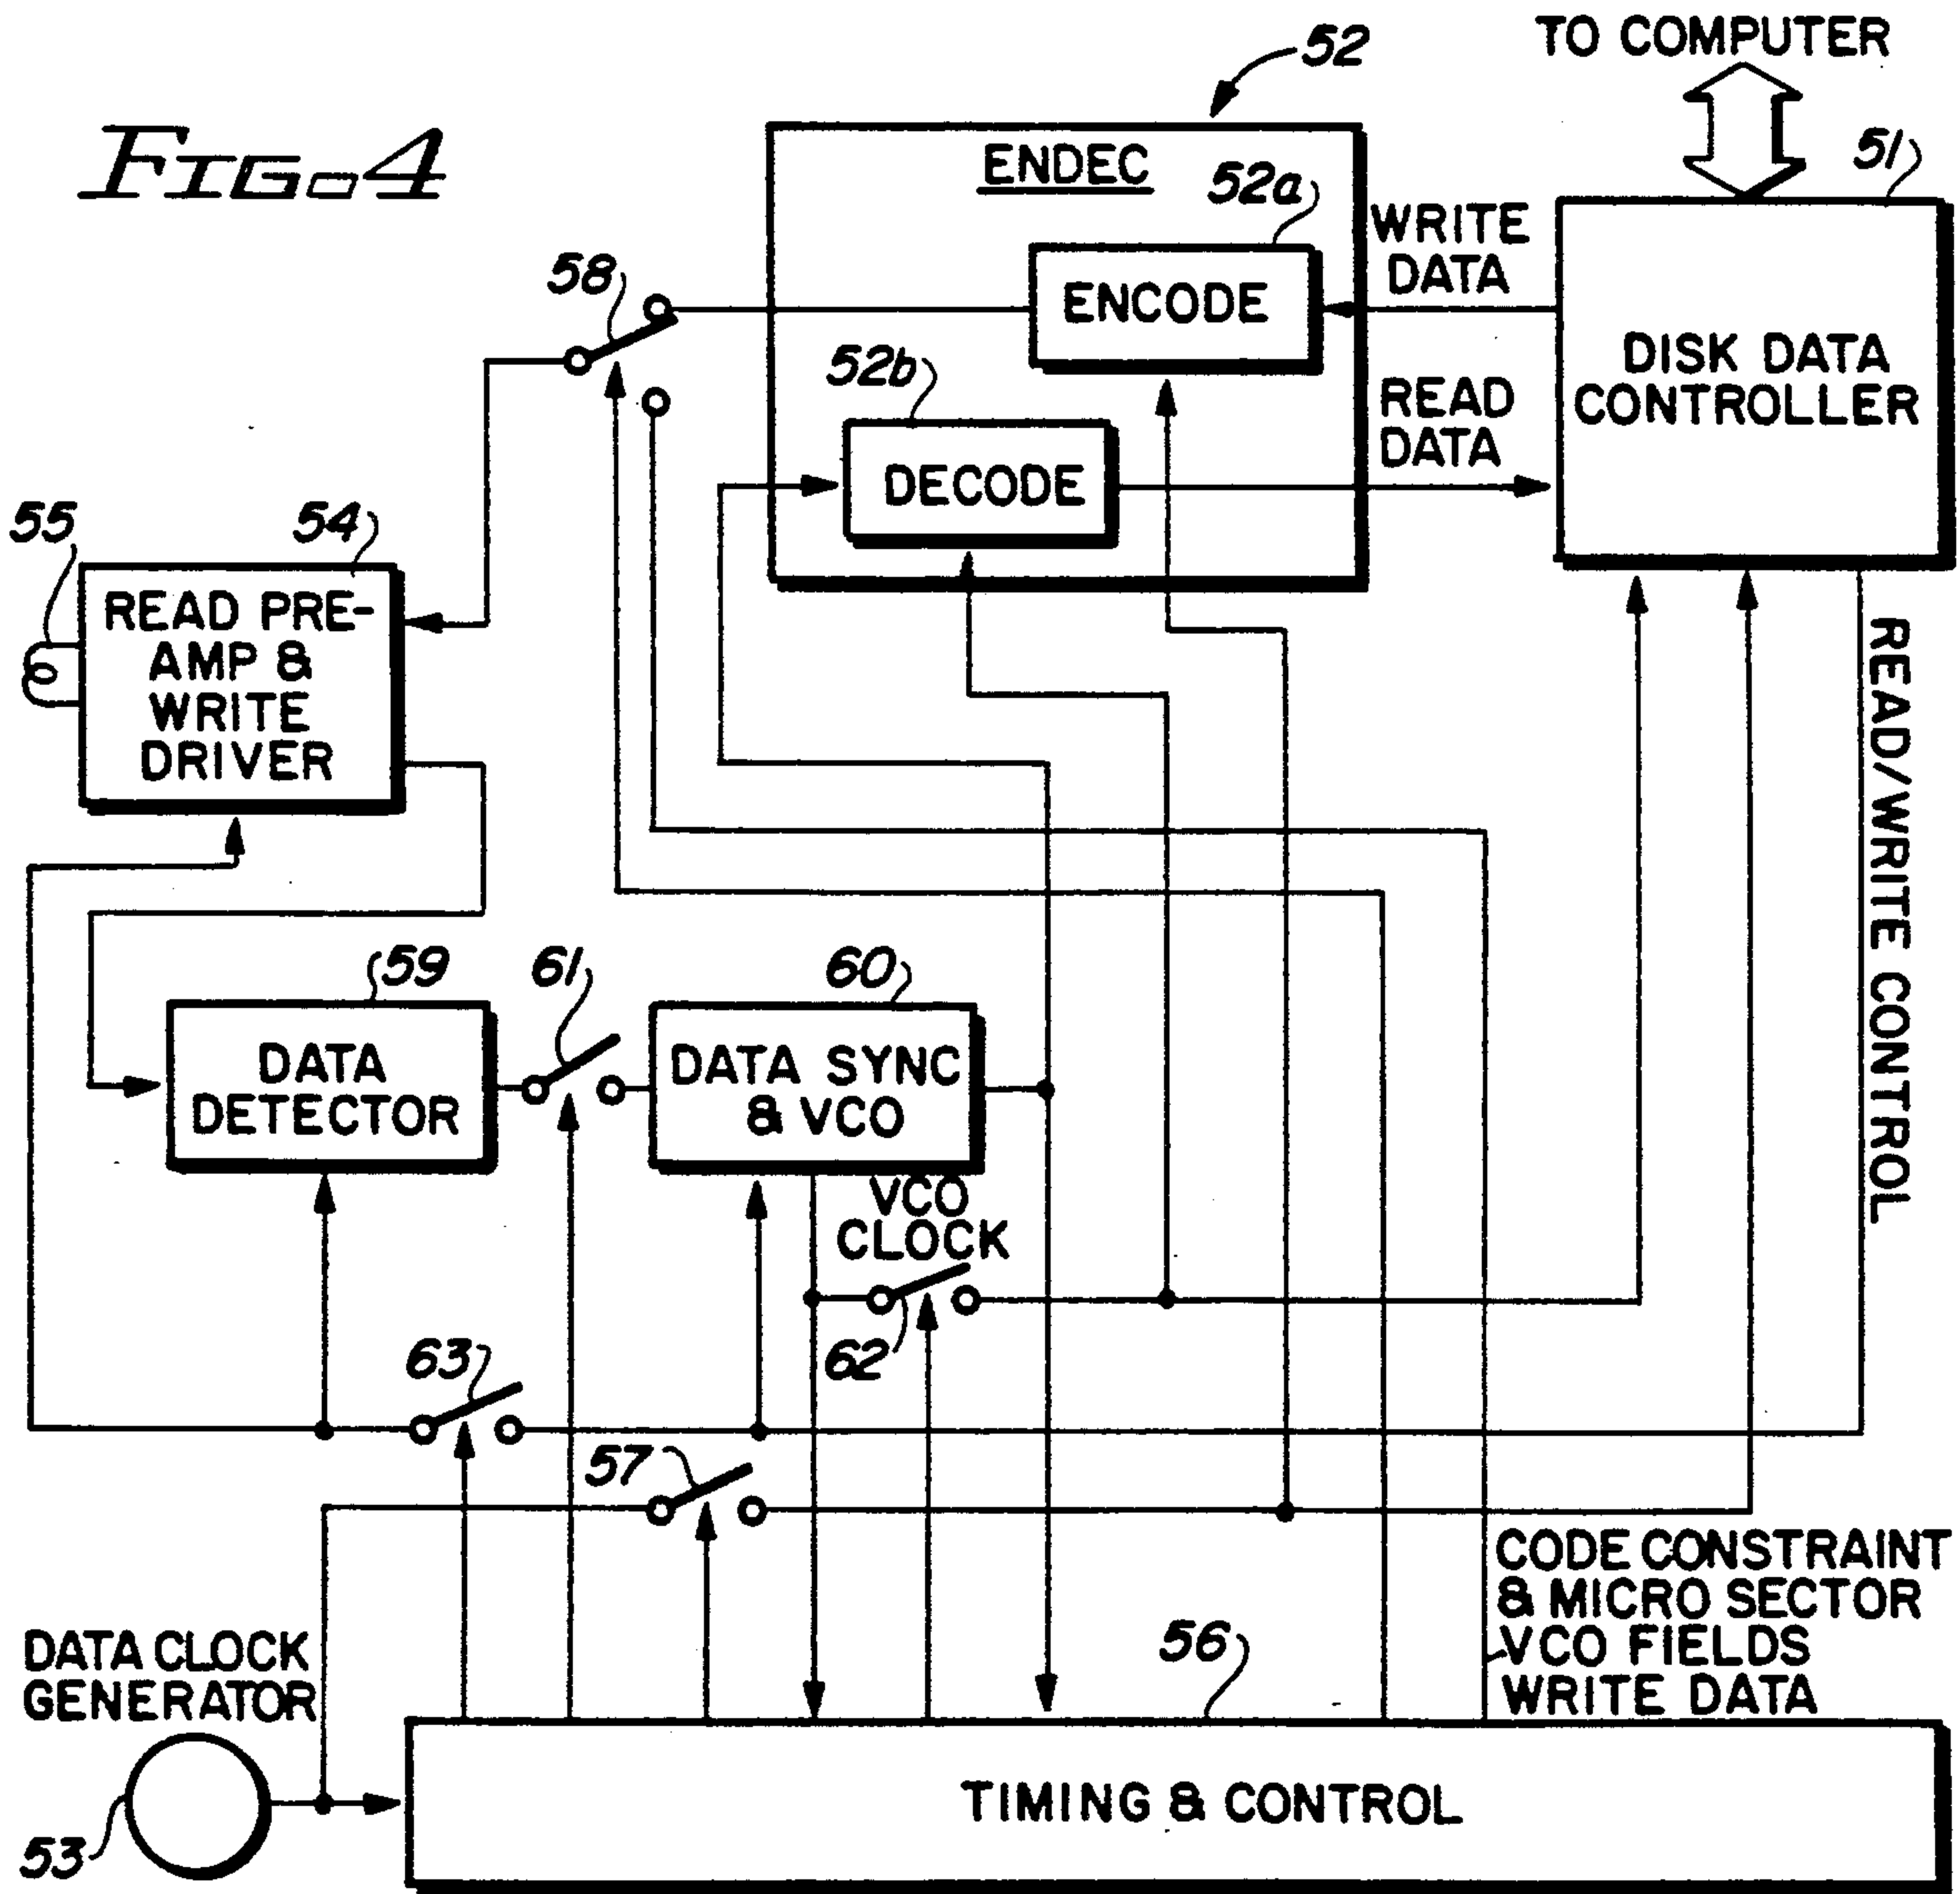 FIG. 4
TO COMPUTER
52
51
ENDEC
52a
WRITE
DATA
ENCODE
58
DISK DATA
CONTROLLER
52b
READ
DATA
DECODE
55
54
READ PRE-
AMP &
WRITE
DRIVER
READ/WRITE CONTROL
59
61
60
DATA
DETECTOR
DATA SYNC
& VCO
VCO
CLOCK
62
63
57
CODE CONSTRAINT
& MICRO SECTOR
VCO FIELDS
WRITE DATA
56
DATA CLOCK
GENERATOR
53
TIMING & CONTROL